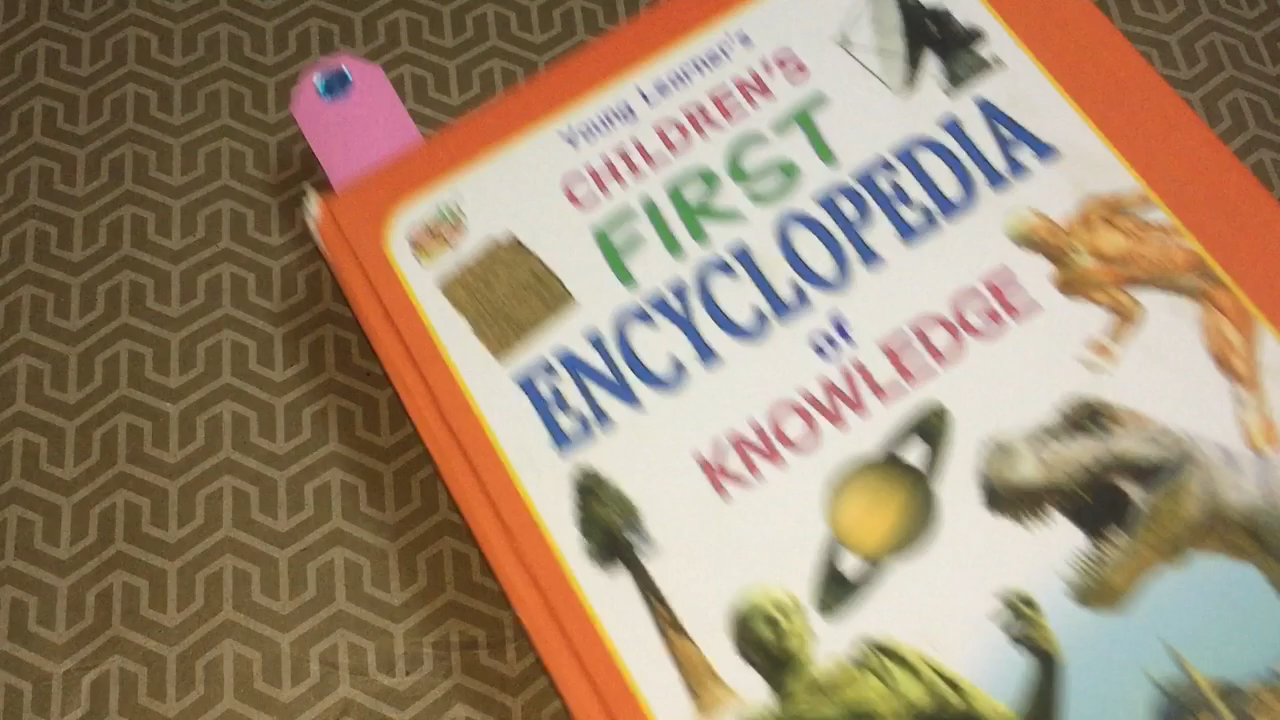 Young Learner's
CHILDREN'S
FIRST
ENCYCLOPEDIA
of
KNOWLEDGE